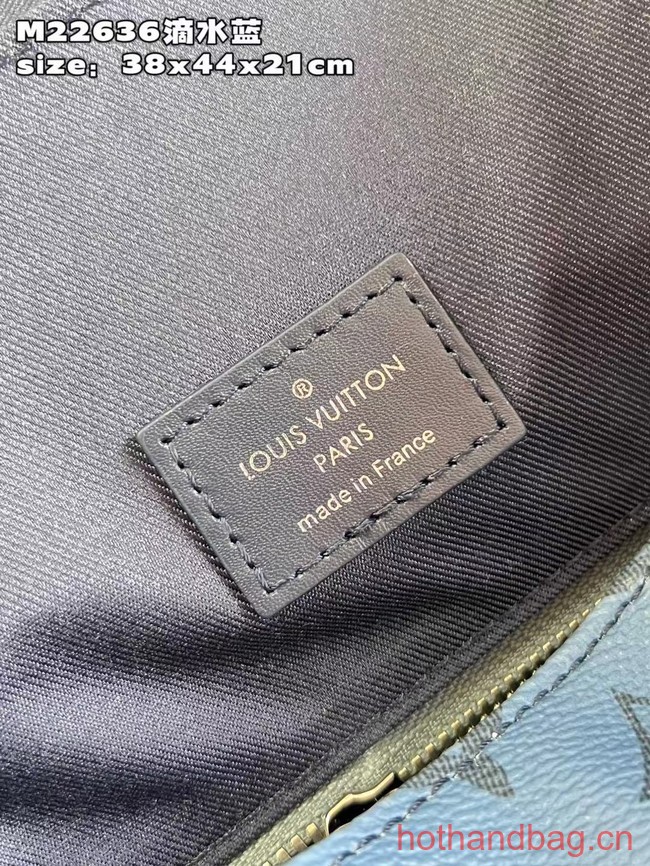 M22636滴水蓝
size：38x44x21cm
®
LOUIS VUITTON
PARIS
made in France
hothandbag.cn